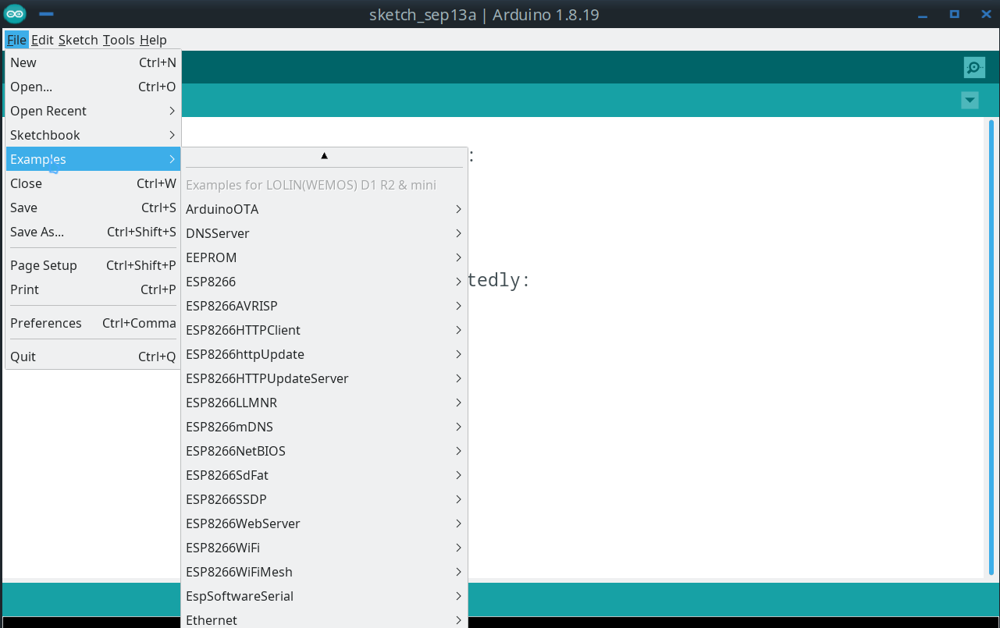 sketch_sep13a | Arduino 1.8.19
File Edit Sketch Tools Help
New Ctrl+N
Open... Ctrl+O
Open Recent
Sketchbook
Examples
Close Ctrl+W
Save Ctrl+S
Save As... Ctrl+Shift+S
Page Setup Ctrl+Shift+P
Print Ctrl+P
Preferences Ctrl+Comma
Quit Ctrl+Q
Examples for LOLIN(WEMOS) D1 R2 & mini
ArduinoOTA
DNSServer
EEPROM
ESP8266
ESP8266AVRISP
ESP8266HTTPClient
ESP8266httpUpdate
ESP8266HTTPUpdateServer
ESP8266LLMNR
ESP8266mDNS
ESP8266NetBIOS
ESP8266SdFat
ESP8266SSDP
ESP8266WebServer
ESP8266WiFi
ESP8266WiFiMesh
EspSoftwareSerial
Ethernet
:
tedly: